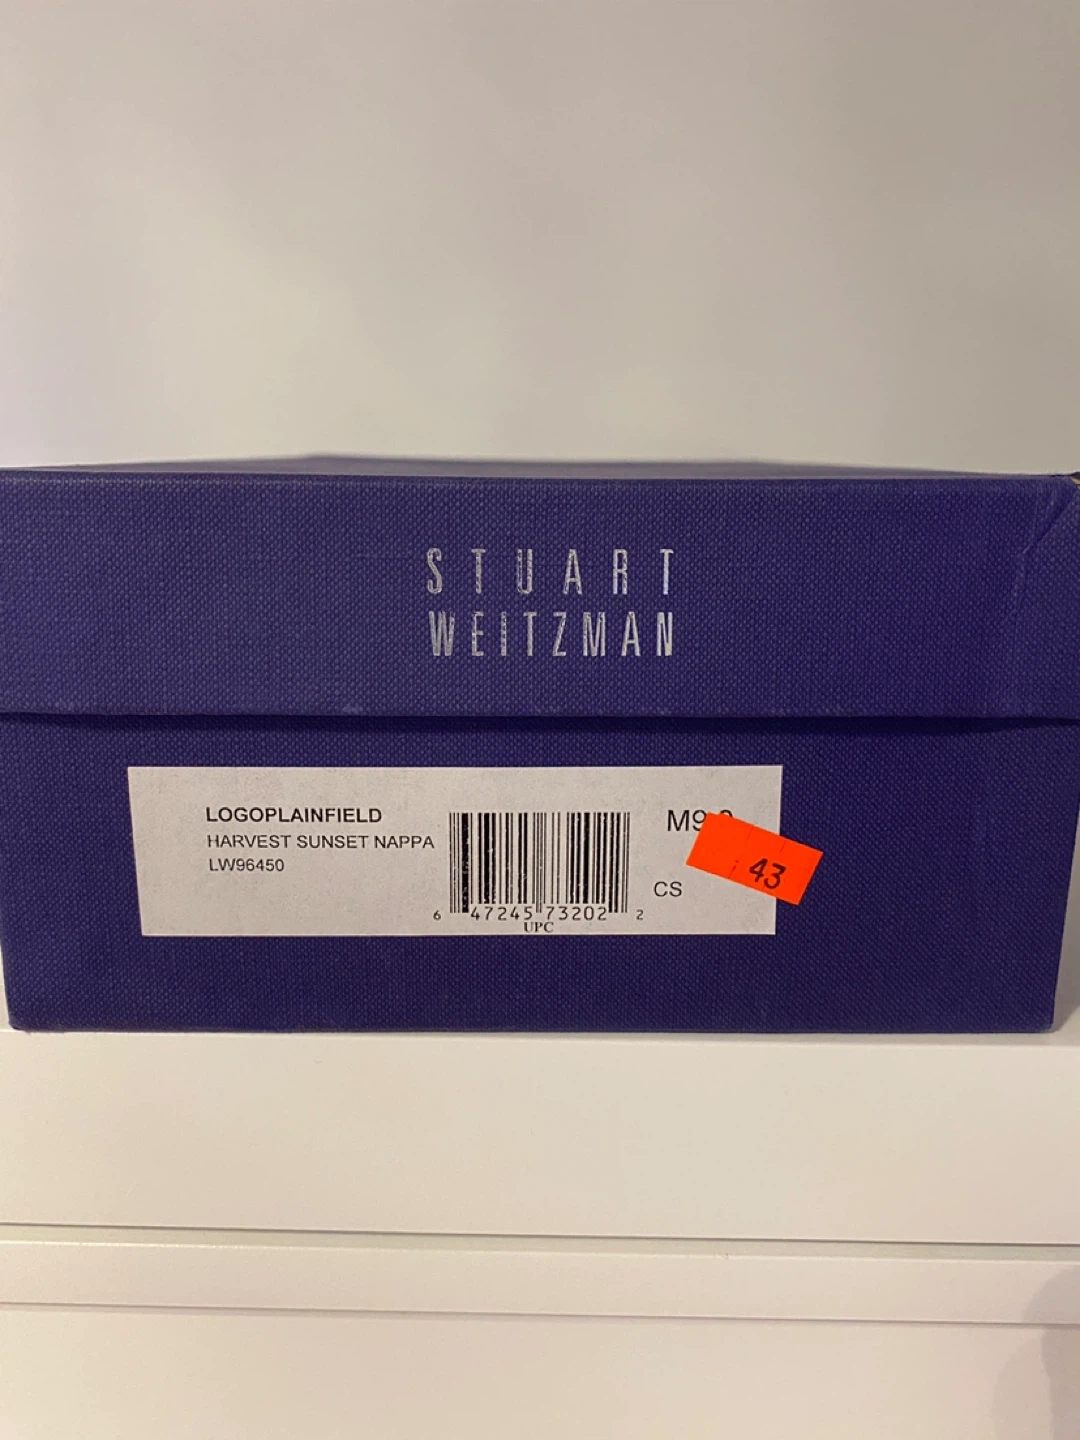 STUART
WEITZMAN
LOGOPLAINFIELD
HARVEST SUNSET NAPPA
LW96450
6 47245 73202 2
UPC
CS
43